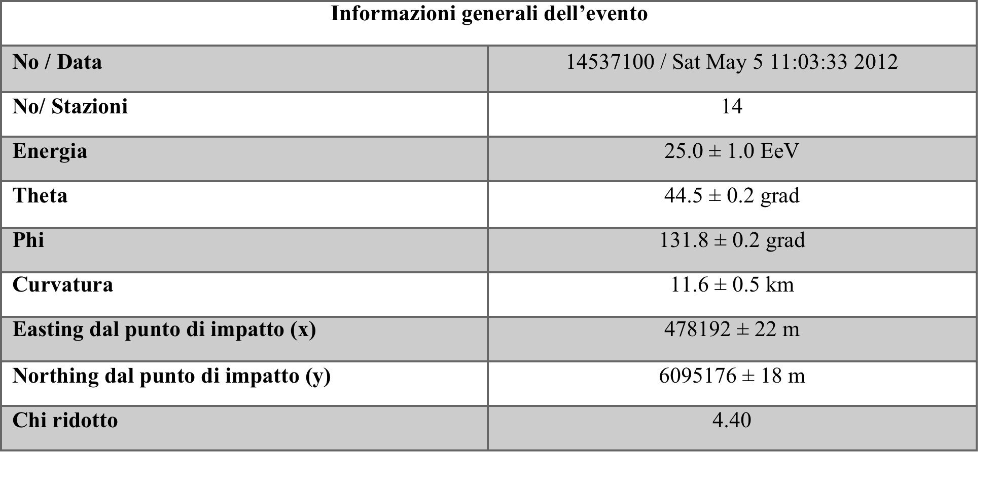 Informazioni generali dell’evento
No / Data 14537100 / Sat May 5 11:03:33 2012
No/ Stazioni 14
Energia 25.0 ± 1.0 EeV
Theta 44.5 ± 0.2 grad
Phi 131.8 ± 0.2 grad
Curvatura 11.6 ± 0.5 km
Easting dal punto di impatto (x) 478192 ± 22 m
Northing dal punto di impatto (y) 6095176 ± 18 m
Chi ridotto 4.40